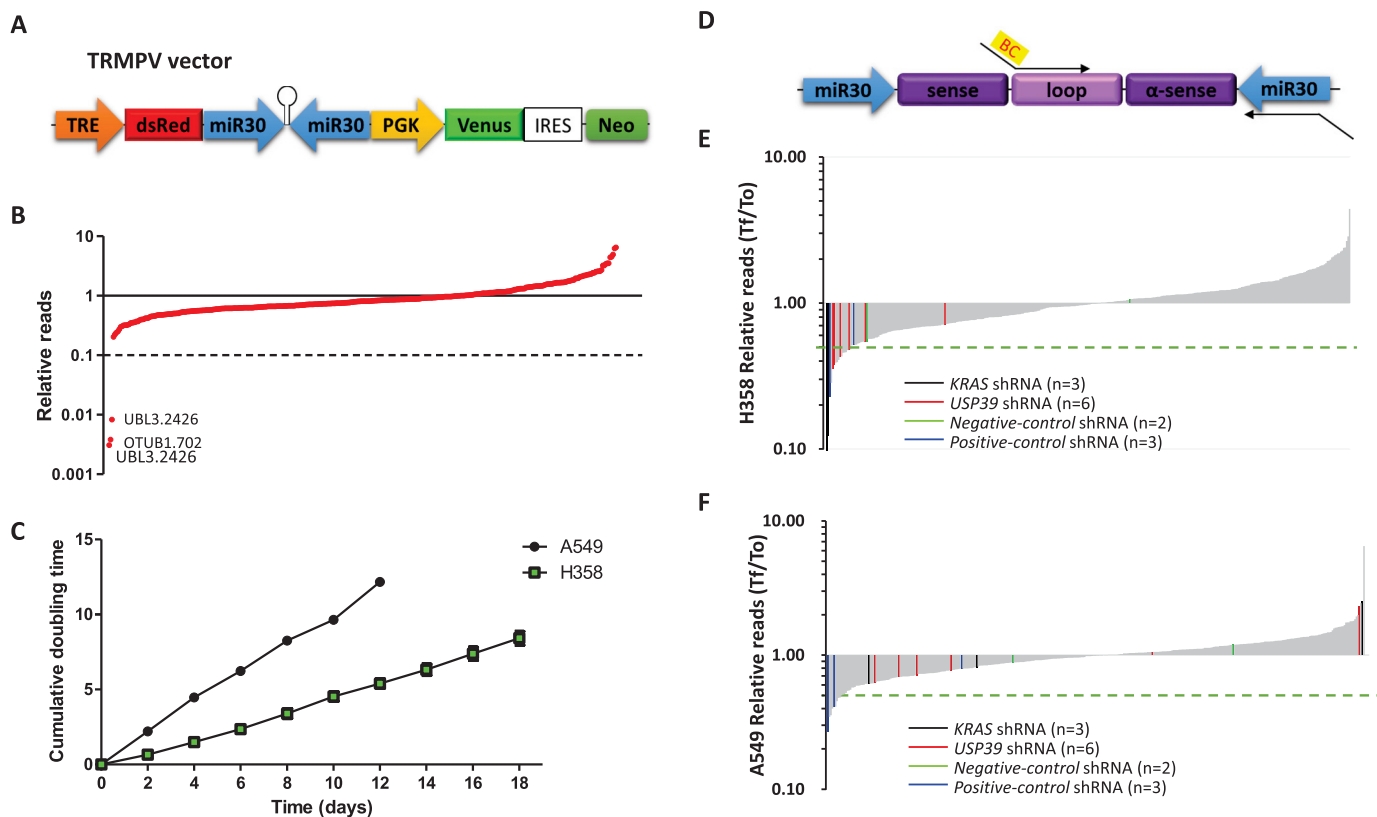 A
TRMPV vector
TRE dsRed miR30 miR30 PGK Venus IRES Neo
B
Relative reads
10
1
0.1
0.01
0.001
UBL3.2426
OTUB1.702
UBL3.2426
C
Cumulative doubling time
15
10
5
0
A549
H358
0 2 4 6 8 10 12 14 16 18
Time (days)
D
BC
miR30 sense loop α-sense miR30
E
H358 Relative reads (Tf/To)
10.00
1.00
0.10
KRAS shRNA (n=3)
USP39 shRNA (n=6)
Negative-control shRNA (n=2)
Positive-control shRNA (n=3)
F
A549 Relative reads (Tf/To)
10.00
1.00
0.10
KRAS shRNA (n=3)
USP39 shRNA (n=6)
Negative-control shRNA (n=2)
Positive-control shRNA (n=3)